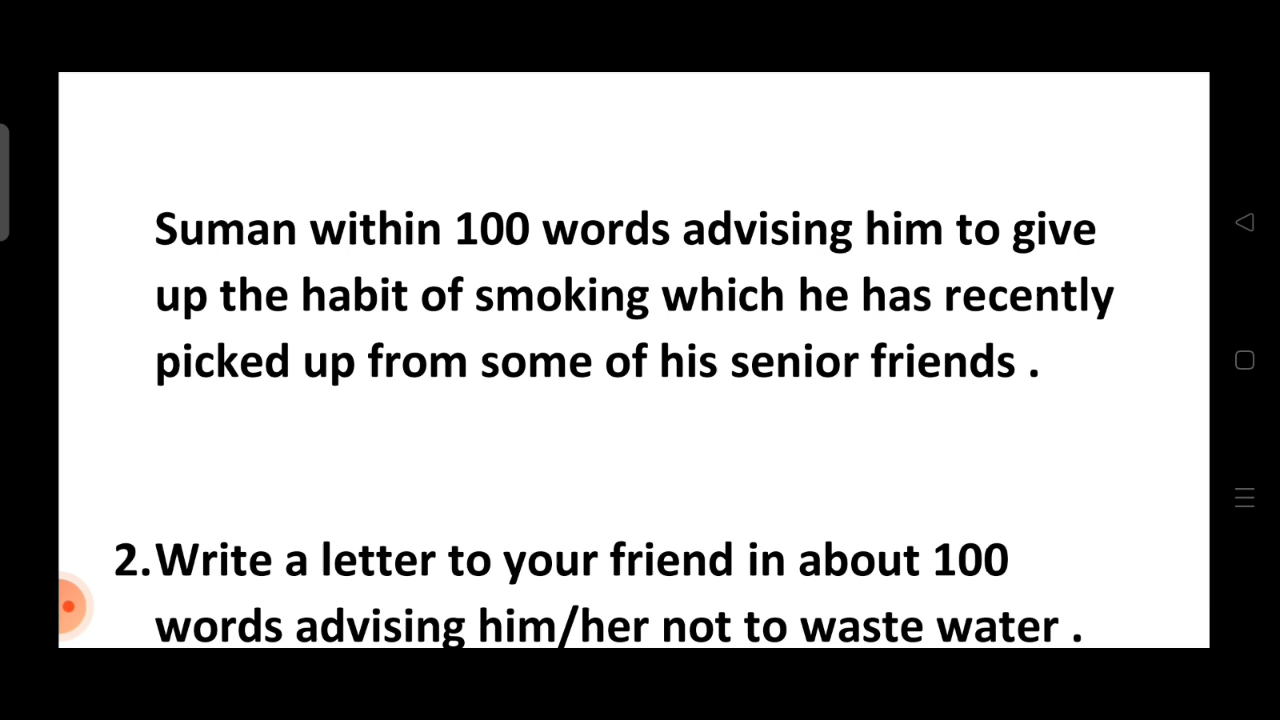 Suman within 100 words advising him to give
up the habit of smoking which he has recently
picked up from some of his senior friends .
2.Write a letter to your friend in about 100
words advising him/her not to waste water .